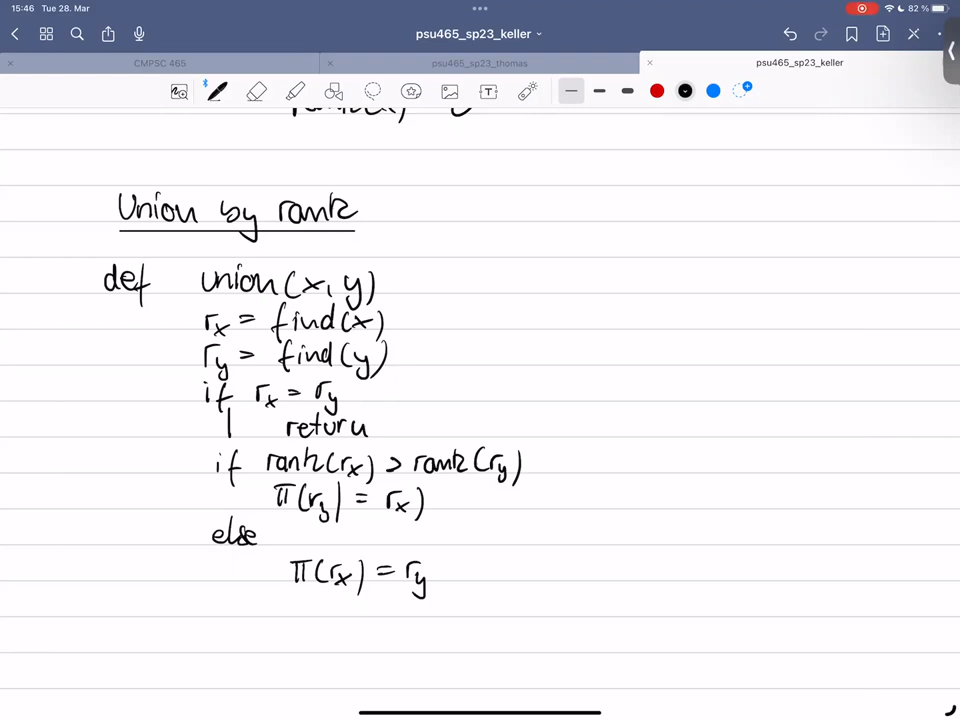 15:46 Tue 28. Mar
82 %
psu465_sp23_keller
CMPSC 465
psu465_sp23_thomas
psu465_sp23_keller
Union by rank
def union(x, y)
rx = find(x)
ry = find(y)
if rx = ry
return
if rank(rx) > rank(ry)
π(ry) = rx)
else
π(rx) = ry